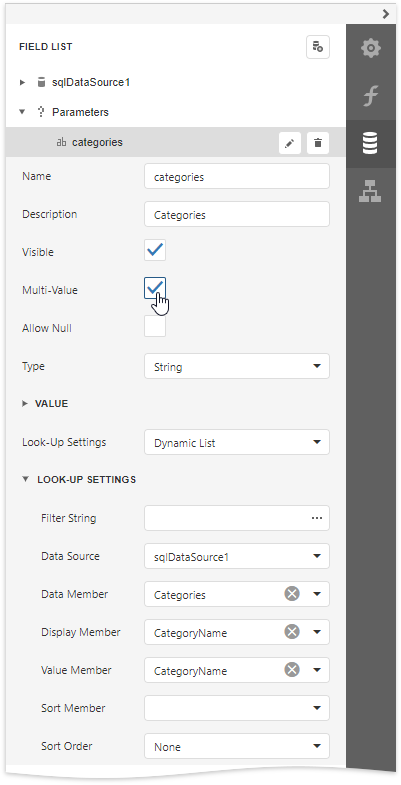 FIELD LIST
sqlDataSource1
Parameters
ab categories
Name categories
Description Categories
Visible
Multi-Value
Allow Null
Type String
VALUE
Look-Up Settings Dynamic List
LOOK-UP SETTINGS
Filter String ...
Data Source sqlDataSource1
Data Member Categories
Display Member CategoryName
Value Member CategoryName
Sort Member
Sort Order None